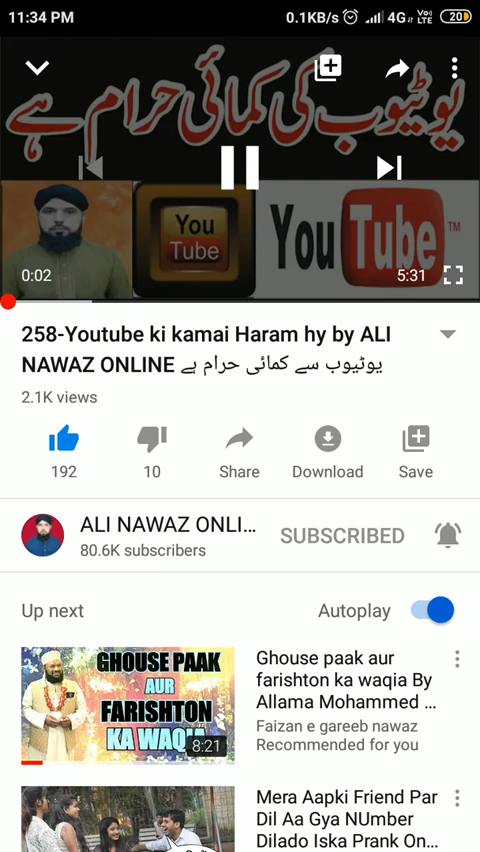 11:34 PM
0.1KB/s 4G Vo)) LTE 20
یوٹیوب کی کمائی حرام ہے
You Tube
YouTube TM
0:02
5:31
258-Youtube ki kamai Haram hy by ALI
NAWAZ ONLINE یوٹیوب سے کمائی حرام ہے
2.1K views
192
10
Share
Download
Save
ALI NAWAZ ONLI...
80.6K subscribers
SUBSCRIBED
Up next
Autoplay
GHOUSE PAAK
AUR
FARISHTON
KA WAQIA
8:21
Ghouse paak aur
farishton ka waqia By
Allama Mohammed ...
Faizan e gareeb nawaz
Recommended for you
Mera Aapki Friend Par
Dil Aa Gya NUmber
Dilado Iska Prank On...